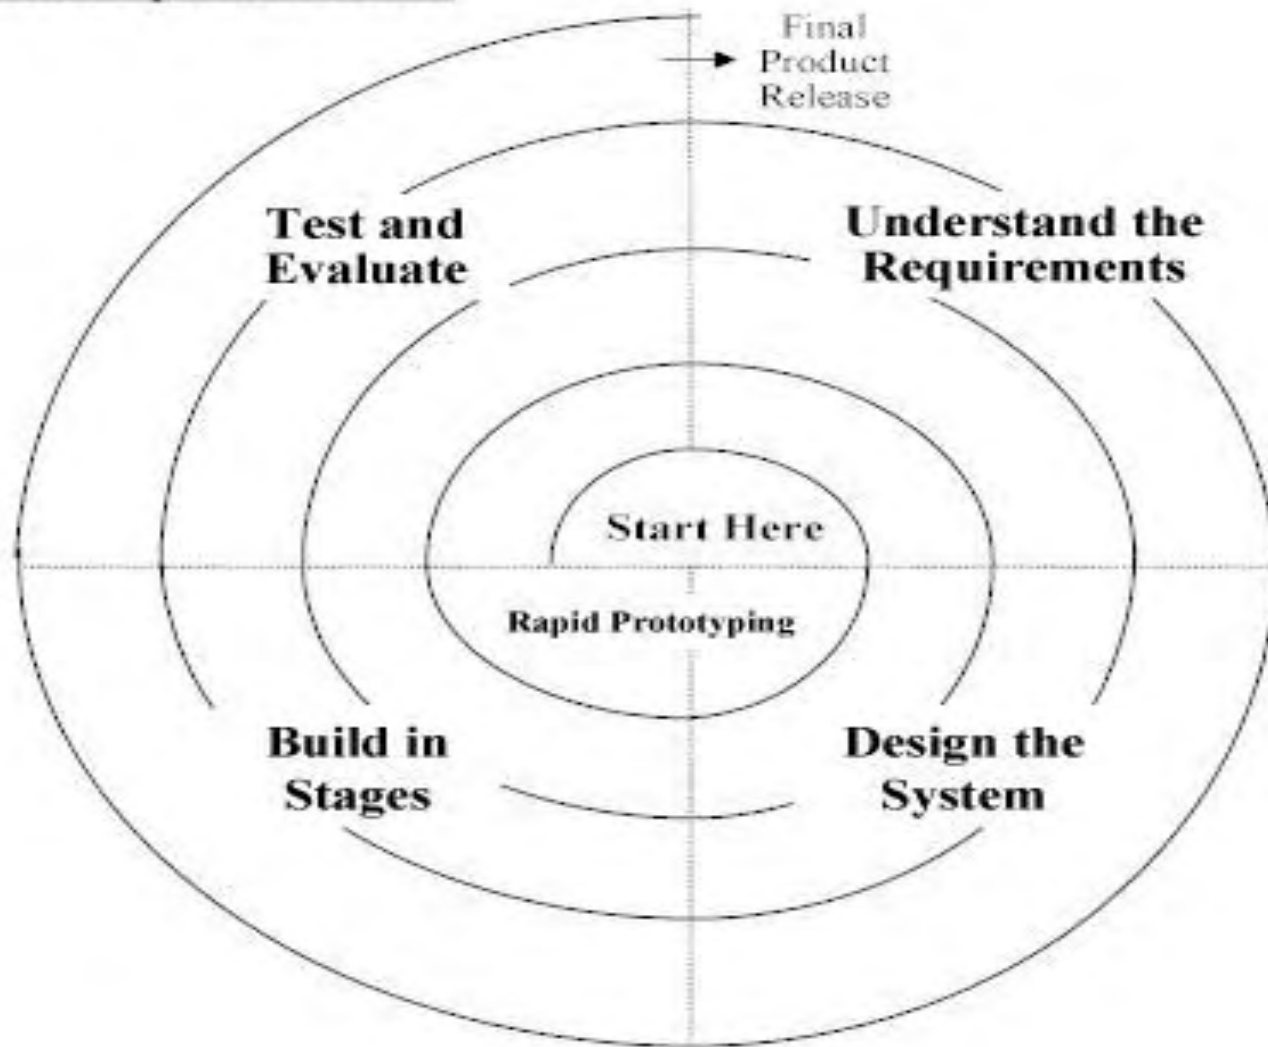 Final
Product
Release
Test and
Evaluate
Understand the
Requirements
Start Here
Rapid Prototyping
Build in
Stages
Design the
System